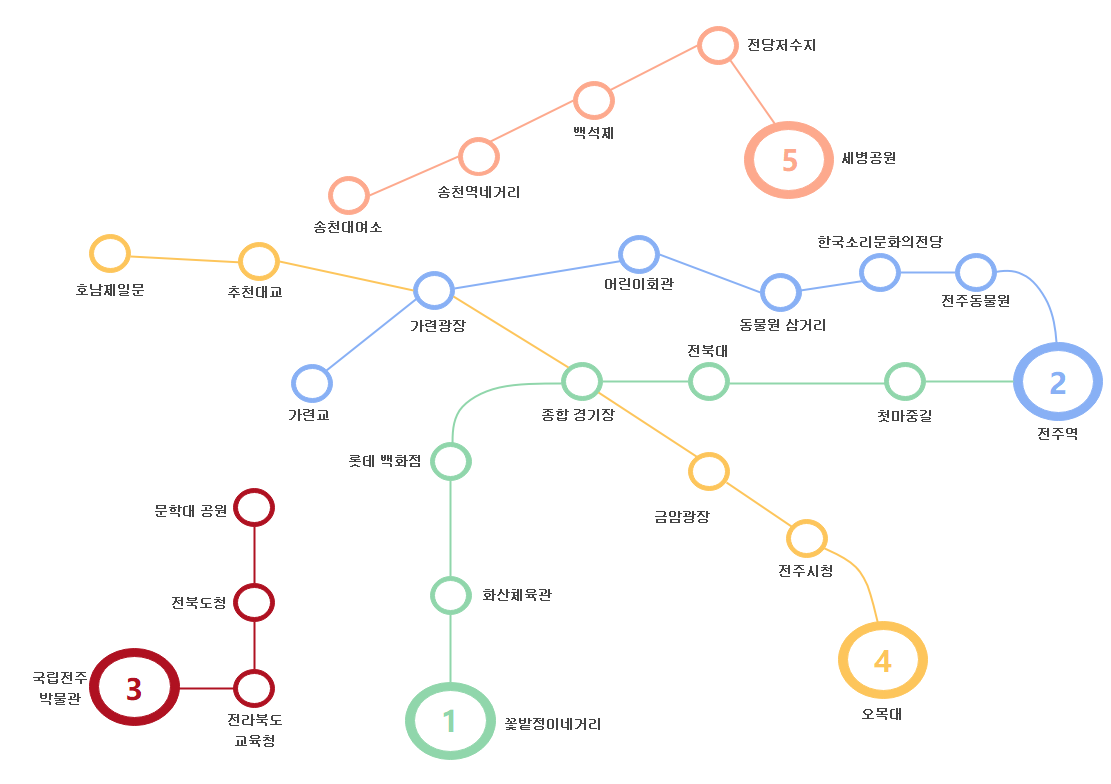 전당저수지
백석제
5
세병공원
송천역네거리
송천대여소
한국소리문화의전당
호남제일문
추천대교
어린이회관
전주동물원
가련광장
동물원 삼거리
전북대
2
가련교
종합 경기장
첫마중길
전주역
롯데 백화점
문학대 공원
금암광장
전주시청
전북도청
화산체육관
국립전주
박물관
3
4
전라북도
교육청
1
꽃밭정이네거리
오목대